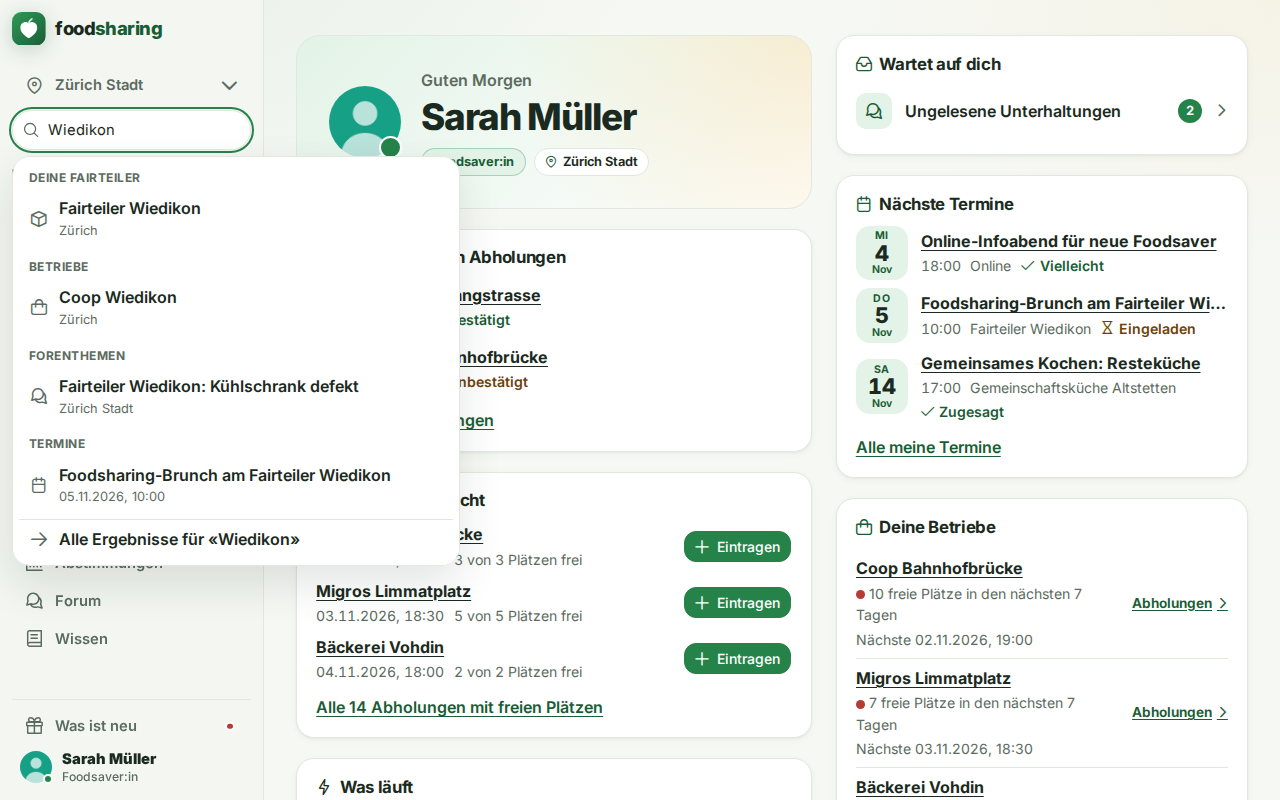 foodsharing
Zürich Stadt
Wiedikon
DEINE FAIRTEILER
Fairteiler Wiedikon
Zürich
BETRIEBE
Coop Wiedikon
Zürich
FORENTHEMEN
Fairteiler Wiedikon: Kühlschrank defekt
Zürich Stadt
TERMINE
Foodsharing-Brunch am Fairteiler Wiedikon
05.11.2026, 10:00
Alle Ergebnisse für «Wiedikon»
Forum
Wissen
Was ist neu
Sarah Müller
Foodsaver:in
Guten Morgen
Sarah Müller
Zürich Stadt
Abholungen
3 von 3 Plätzen frei
Eintragen
Migros Limmatplatz
03.11.2026, 18:30 5 von 5 Plätzen frei
Eintragen
Bäckerei Vohdin
04.11.2026, 18:00 2 von 2 Plätzen frei
Eintragen
Alle 14 Abholungen mit freien Plätzen
Was läuft
Wartet auf dich
Ungelesene Unterhaltungen 2
Nächste Termine
MI
4
Nov
Online-Infoabend für neue Foodsaver
18:00 Online Vielleicht
DO
5
Nov
Foodsharing-Brunch am Fairteiler Wi...
10:00 Fairteiler Wiedikon Eingeladen
SA
14
Nov
Gemeinsames Kochen: Resteküche
17:00 Gemeinschaftsküche Altstetten
Zugesagt
Alle meine Termine
Deine Betriebe
Coop Bahnhofbrücke
10 freie Plätze in den nächsten 7
Tagen
Nächste 02.11.2026, 19:00
Abholungen
Migros Limmatplatz
7 freie Plätze in den nächsten 7
Tagen
Nächste 03.11.2026, 18:30
Abholungen
Bäckerei Vohdin